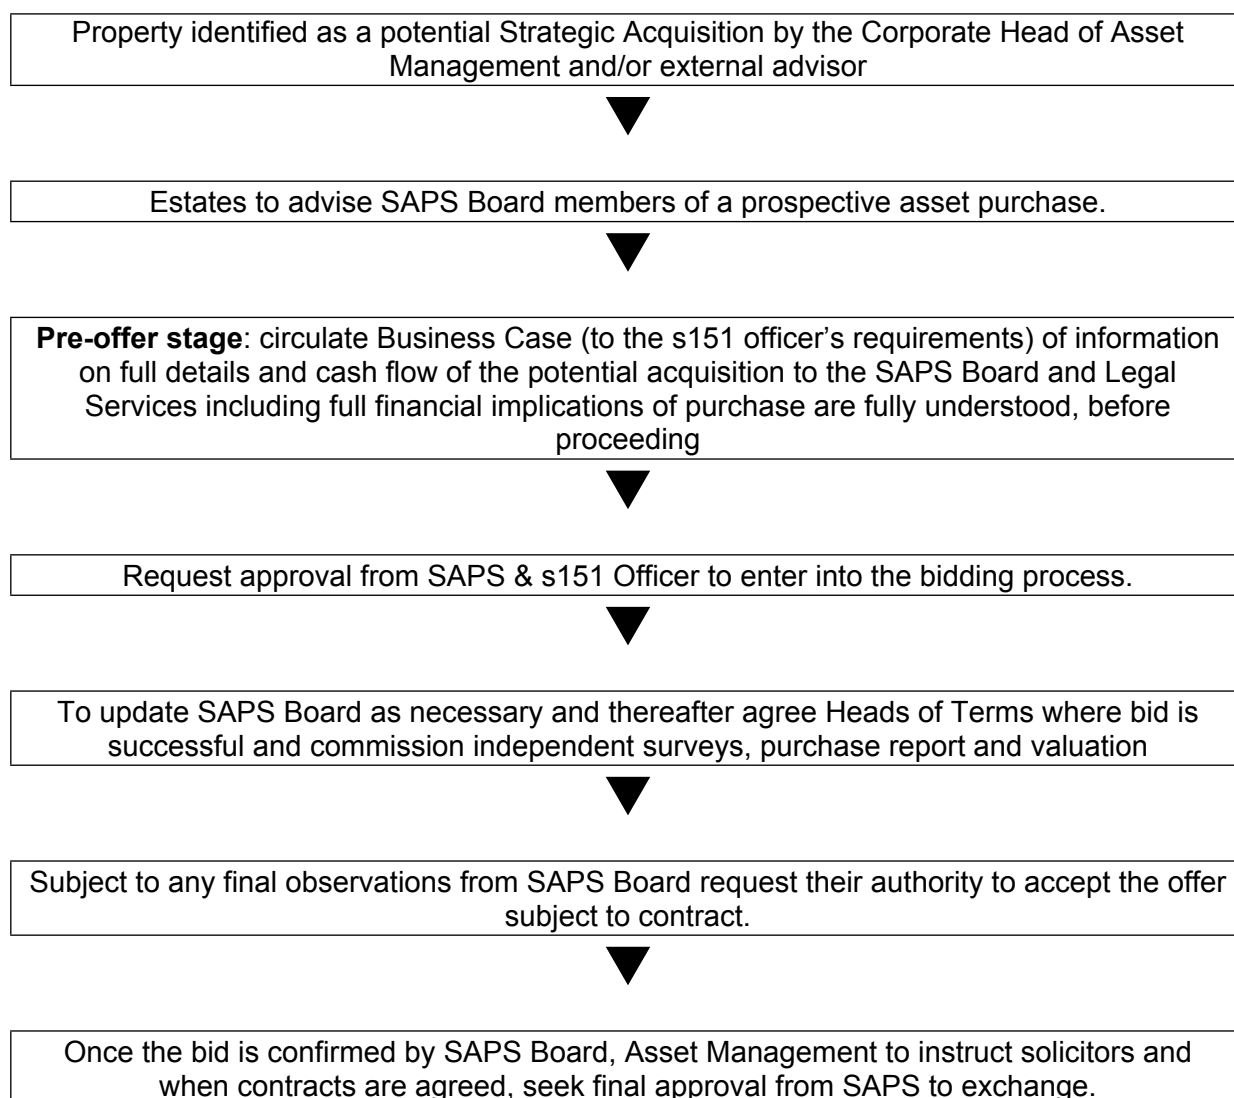 Property identified as a potential Strategic Acquisition by the Corporate Head of Asset
Management and/or external advisor
Estates to advise SAPS Board members of a prospective asset purchase.
Pre-offer stage: circulate Business Case (to the s151 officer’s requirements) of information
on full details and cash flow of the potential acquisition to the SAPS Board and Legal
Services including full financial implications of purchase are fully understood, before
proceeding
Request approval from SAPS & s151 Officer to enter into the bidding process.
To update SAPS Board as necessary and thereafter agree Heads of Terms where bid is
successful and commission independent surveys, purchase report and valuation
Subject to any final observations from SAPS Board request their authority to accept the offer
subject to contract.
Once the bid is confirmed by SAPS Board, Asset Management to instruct solicitors and
when contracts are agreed, seek final approval from SAPS to exchange.